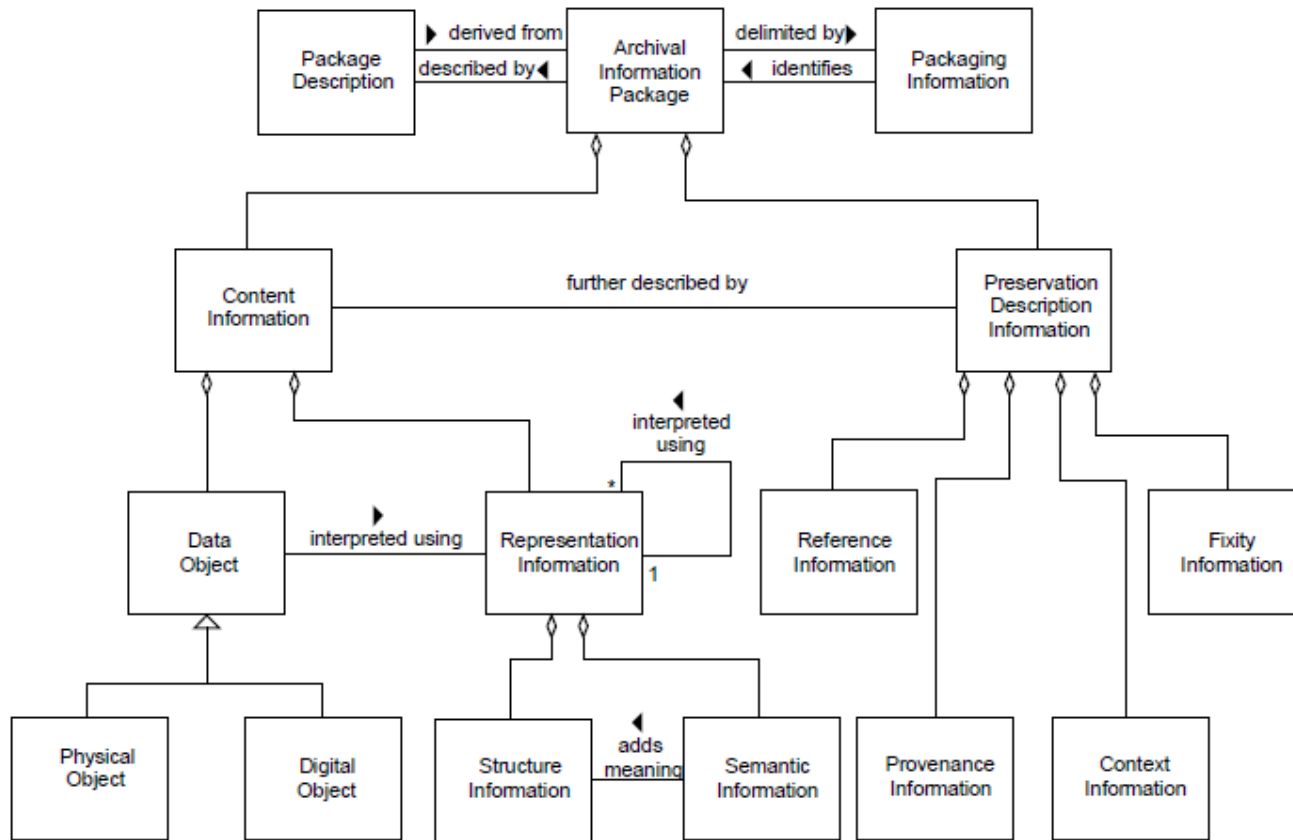 Package
Description
▶ derived from
described by ◀
Archival
Information
Package
delimited by ▶
◀ identifies
Packaging
Information
Content
Information
further described by
Preservation
Description
Information
◀
interpreted
using
*
1
Data
Object
▶
interpreted using
Representation
Information
Reference
Information
Fixity
Information
Physical
Object
Digital
Object
Structure
Information
◀
adds
meaning
Semantic
Information
Provenance
Information
Context
Information